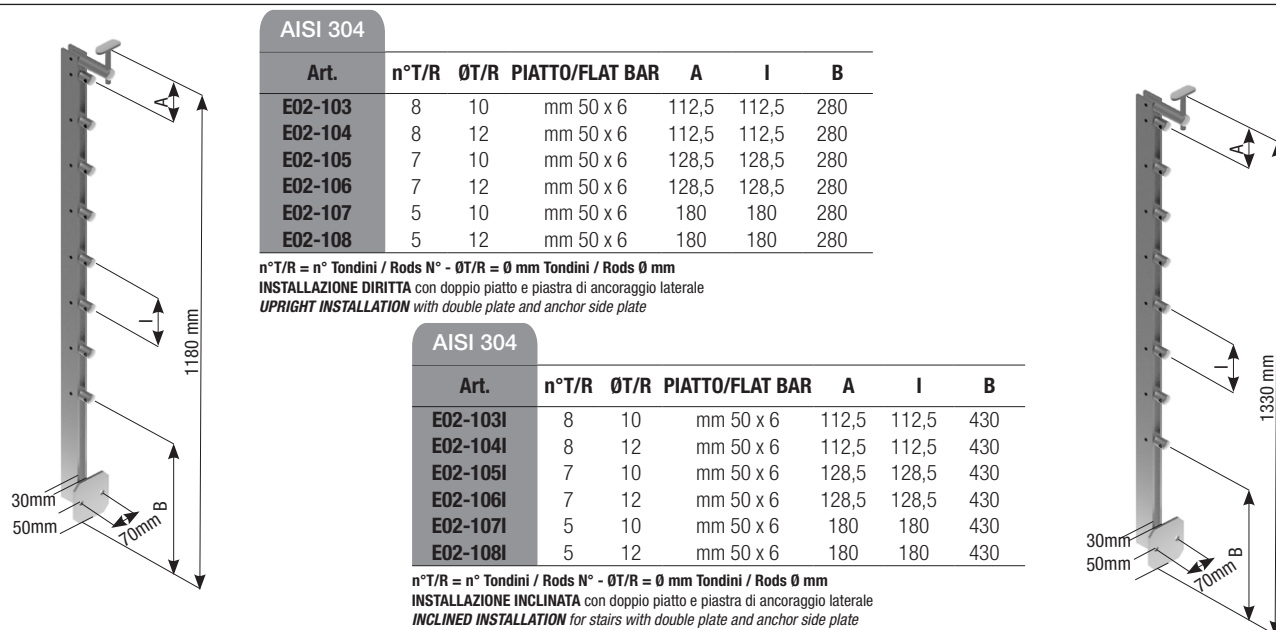 AISI 304
Art. n°T/R ØT/R PIATTO/FLAT BAR A I B
E02-103 8 10 mm 50 x 6 112,5 112,5 280
E02-104 8 12 mm 50 x 6 112,5 112,5 280
E02-105 7 10 mm 50 x 6 128,5 128,5 280
E02-106 7 12 mm 50 x 6 128,5 128,5 280
E02-107 5 10 mm 50 x 6 180 180 280
E02-108 5 12 mm 50 x 6 180 180 280
n°T/R = n° Tondini / Rods N° - ØT/R = Ø mm Tondini / Rods Ø mm
INSTALLAZIONE DIRITTA con doppio piatto e piastra di ancoraggio laterale
UPRIGHT INSTALLATION with double plate and anchor side plate
A
I
1180 mm
B
30mm
50mm
70mm
AISI 304
Art. n°T/R ØT/R PIATTO/FLAT BAR A I B
E02-103I 8 10 mm 50 x 6 112,5 112,5 430
E02-104I 8 12 mm 50 x 6 112,5 112,5 430
E02-105I 7 10 mm 50 x 6 128,5 128,5 430
E02-106I 7 12 mm 50 x 6 128,5 128,5 430
E02-107I 5 10 mm 50 x 6 180 180 430
E02-108I 5 12 mm 50 x 6 180 180 430
n°T/R = n° Tondini / Rods N° - ØT/R = Ø mm Tondini / Rods Ø mm
INSTALLAZIONE INCLINATA con doppio piatto e piastra di ancoraggio laterale
INCLINED INSTALLATION for stairs with double plate and anchor side plate
A
I
1330 mm
B
30mm
50mm
70mm